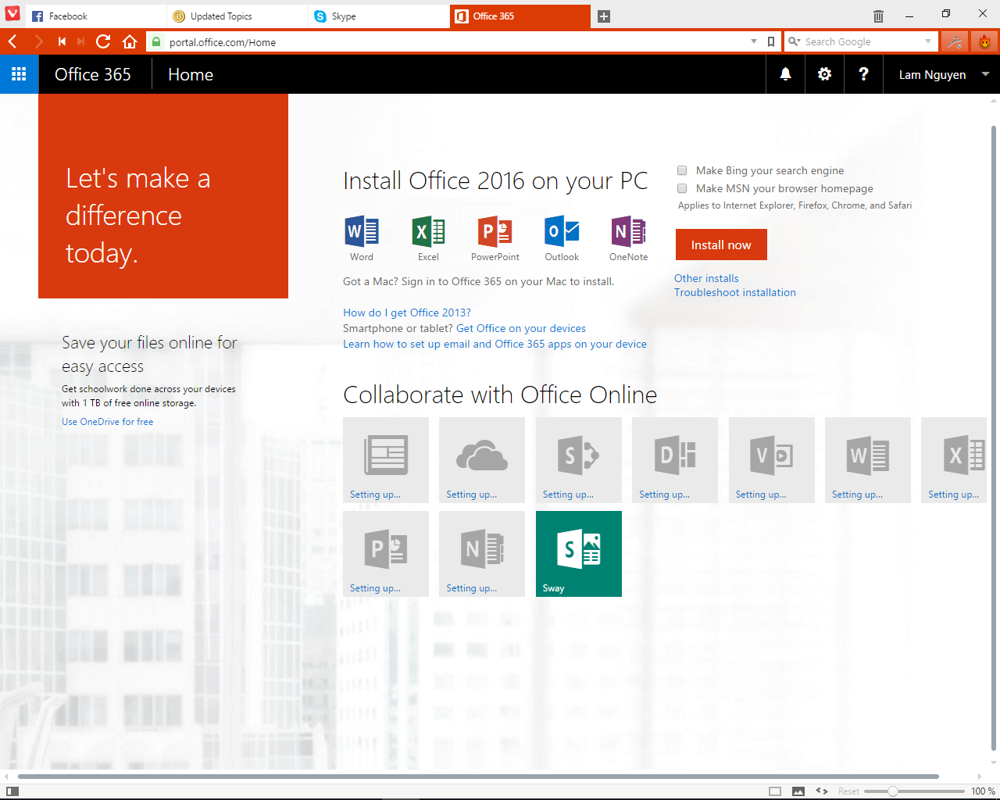 Facebook
Updated Topics
Skype
Office 365
portal.office.com/Home
Search Google
Office 365
Home
?
Lam Nguyen
Let's make a
difference
today.
Save your files online for
easy access
Get schoolwork done across your devices
with 1 TB of free online storage.
Use OneDrive for free
Install Office 2016 on your PC
W
X
P
O
N
Word
Excel
PowerPoint
Outlook
OneNote
Got a Mac? Sign in to Office 365 on your Mac to install.
How do I get Office 2013?
Smartphone or tablet? Get Office on your devices
Learn how to set up email and Office 365 apps on your device
Make Bing your search engine
Make MSN your browser homepage
Applies to Internet Explorer, Firefox, Chrome, and Safari
Install now
Other installs
Troubleshoot installation
Collaborate with Office Online
S
D
V
W
X
Setting up...
Setting up...
Setting up...
Setting up...
Setting up...
Setting up...
Setting up...
P
N
S
Setting up...
Setting up...
Sway
Reset
100 %